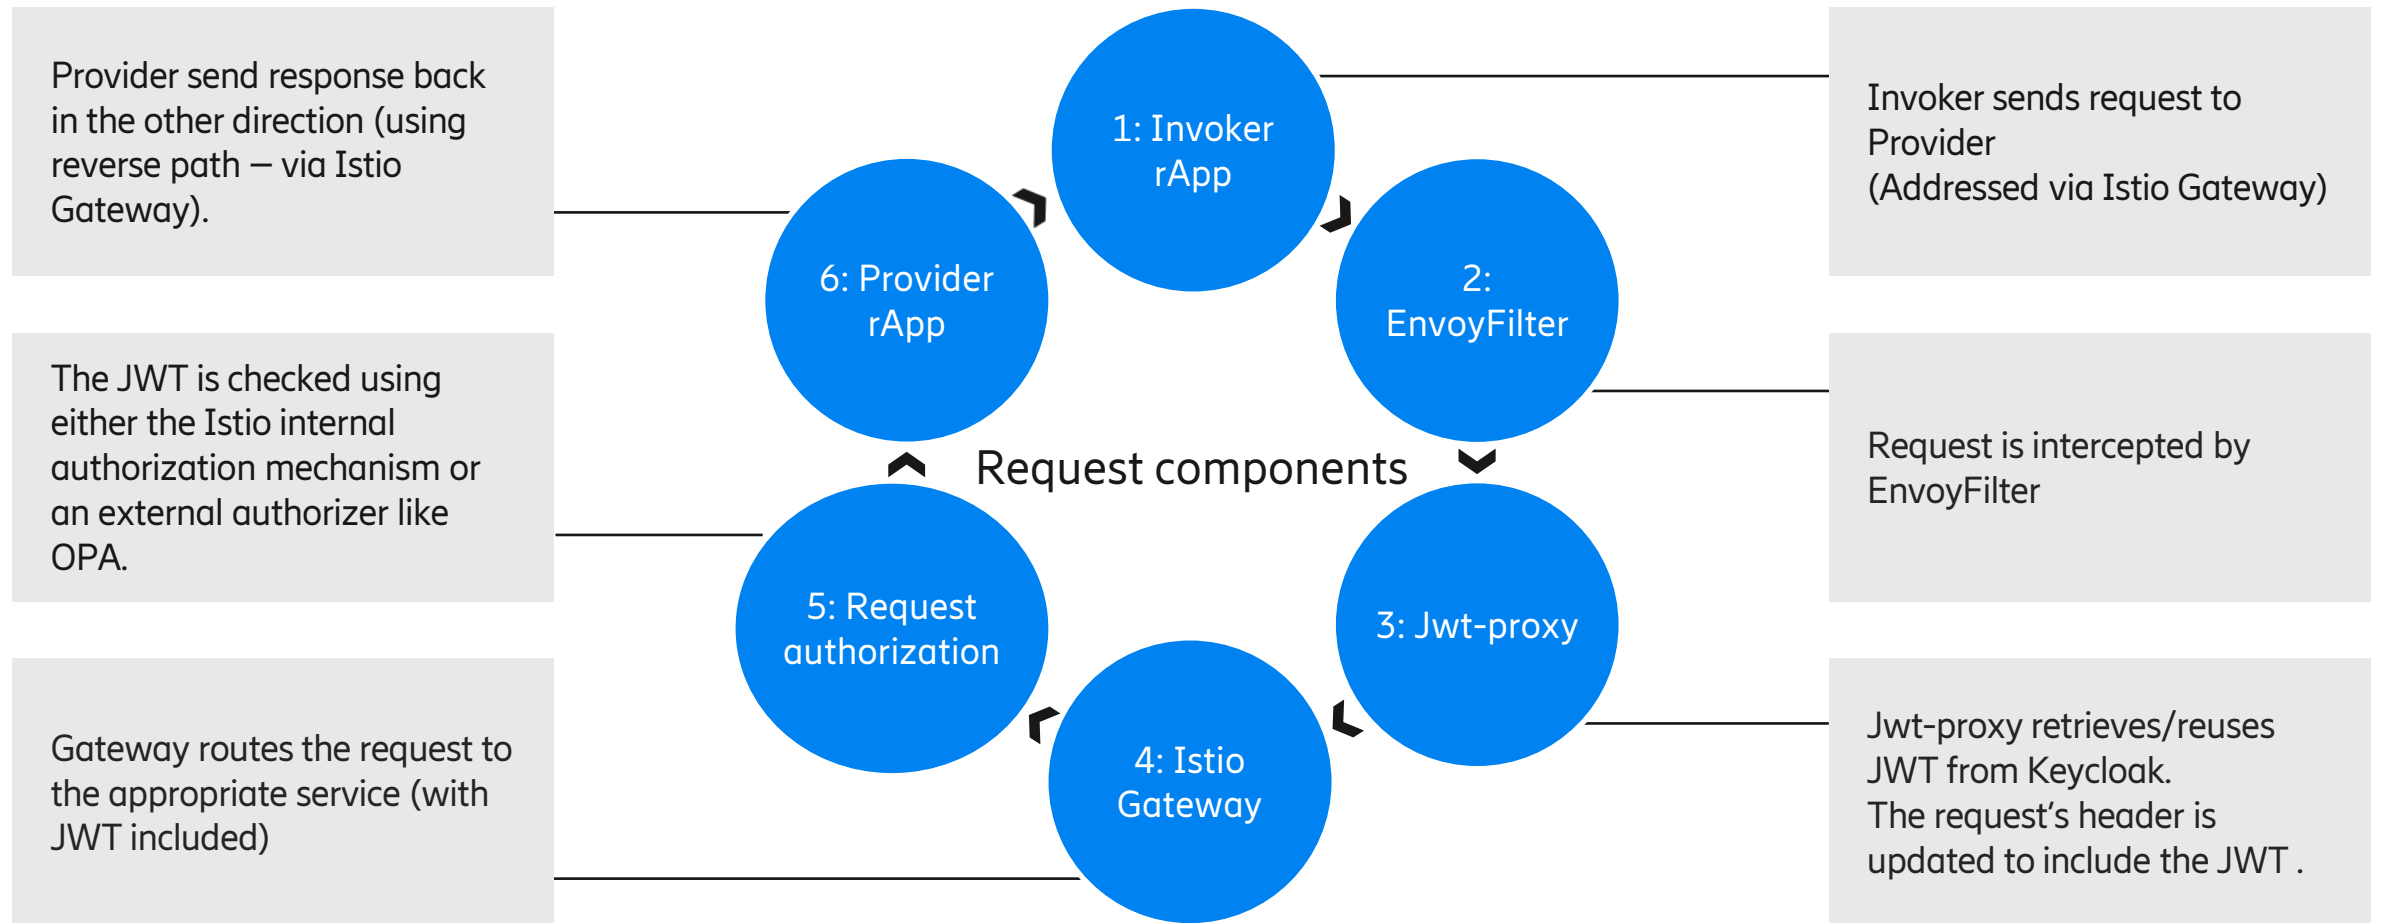 Provider send response back
in the other direction (using
reverse path – via Istio
Gateway).
The JWT is checked using
either the Istio internal
authorization mechanism or
an external authorizer like
OPA.
Gateway routes the request to
the appropriate service (with
JWT included)
1: Invoker
rApp
2:
EnvoyFilter
3: Jwt-proxy
4: Istio
Gateway
5: Request
authorization
6: Provider
rApp
Request components
Invoker sends request to
Provider
(Addressed via Istio Gateway)
Request is intercepted by
EnvoyFilter
Jwt-proxy retrieves/reuses
JWT from Keycloak.
The request’s header is
updated to include the JWT .